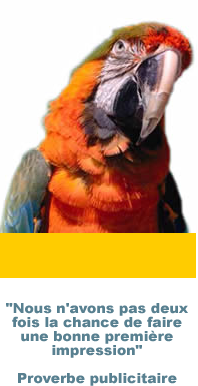 "Nous n'avons pas deux
fois la chance de faire
une bonne première
impression"
Proverbe publicitaire